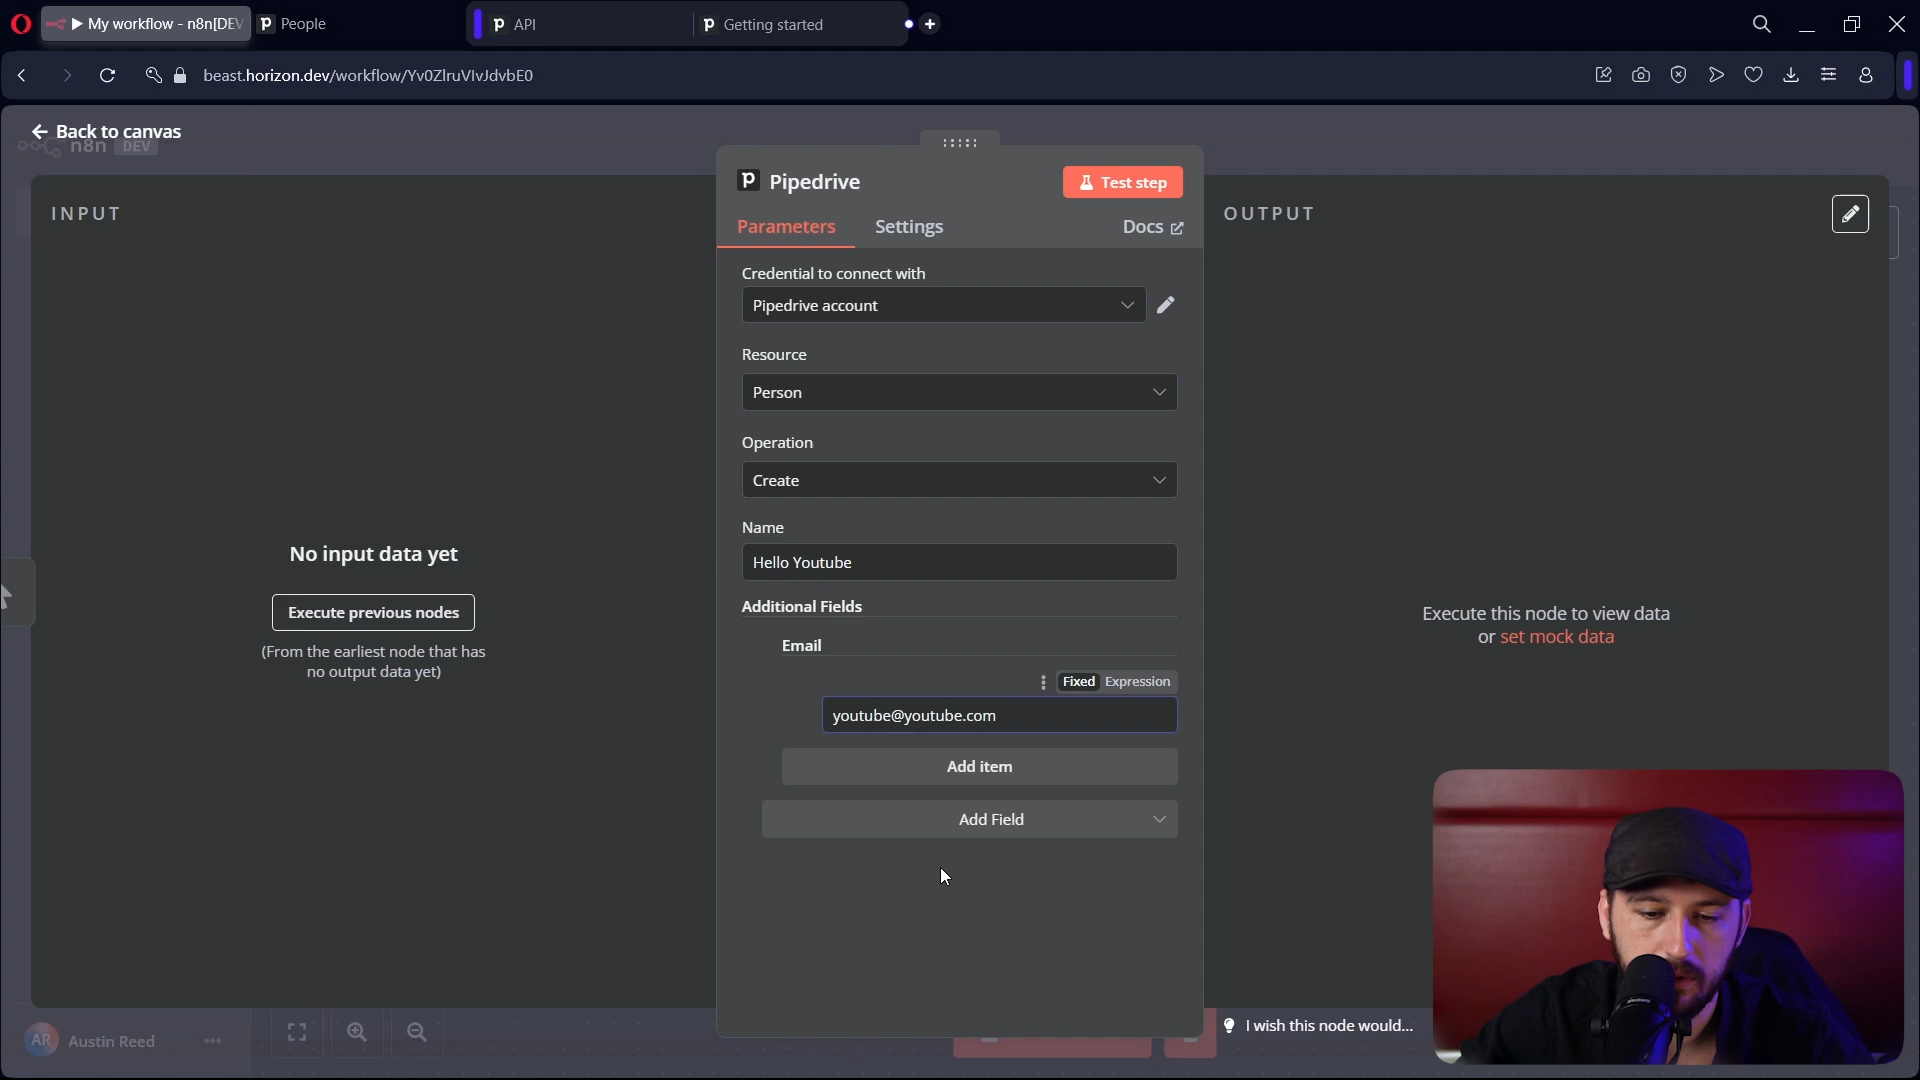 My workflow - n8n[DEV
People
API
Getting started
beast.horizon.dev/workflow/Yv0ZlruVIvJdvbE0
Back to canvas
n8n DEV
INPUT
No input data yet
Execute previous nodes
(From the earliest node that has
no output data yet)
Pipedrive
Test step
Parameters
Settings
Docs
Credential to connect with
Pipedrive account
Resource
Person
Operation
Create
Name
Hello Youtube
Additional Fields
Email
Fixed Expression
youtube@youtube.com
Add item
Add Field
OUTPUT
Execute this node to view data
or set mock data
I wish this node would...
AR Austin Reed